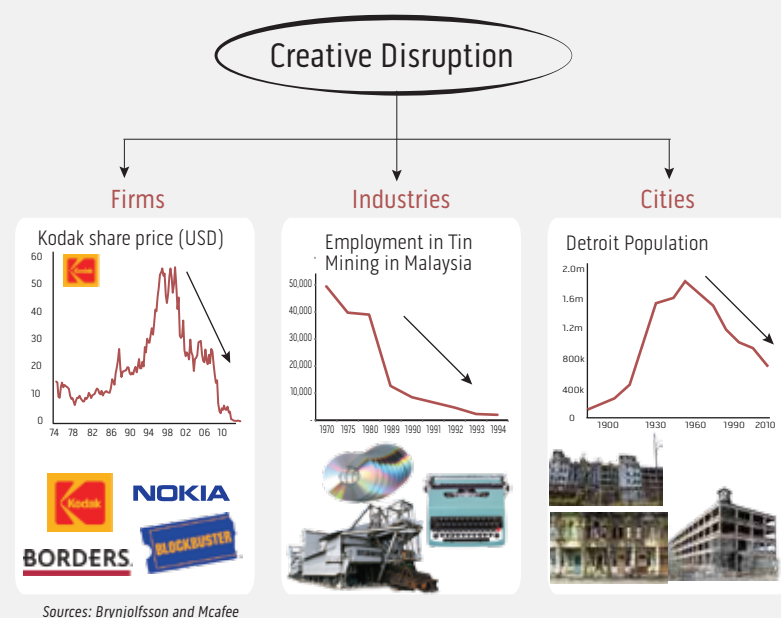 Creative Disruption
Firms
Industries
Cities
Kodak share price (USD)
60
50
40
30
20
10
0
74 78 82 86 90 94 98 02 06 10
Kodak
Kodak
NOKIA
BORDERS.
BLOCKBUSTER
Employment in Tin
Mining in Malaysia
50,000
40,000
30,000
20,000
10,000
1970 1975 1980 1989 1990 1991 1992 1993 1994
Detroit Population
2.0m
1.6m
1.2m
800k
400k
0
1900 1930 1960 1990 2010
Sources: Brynjolfsson and Mcafee